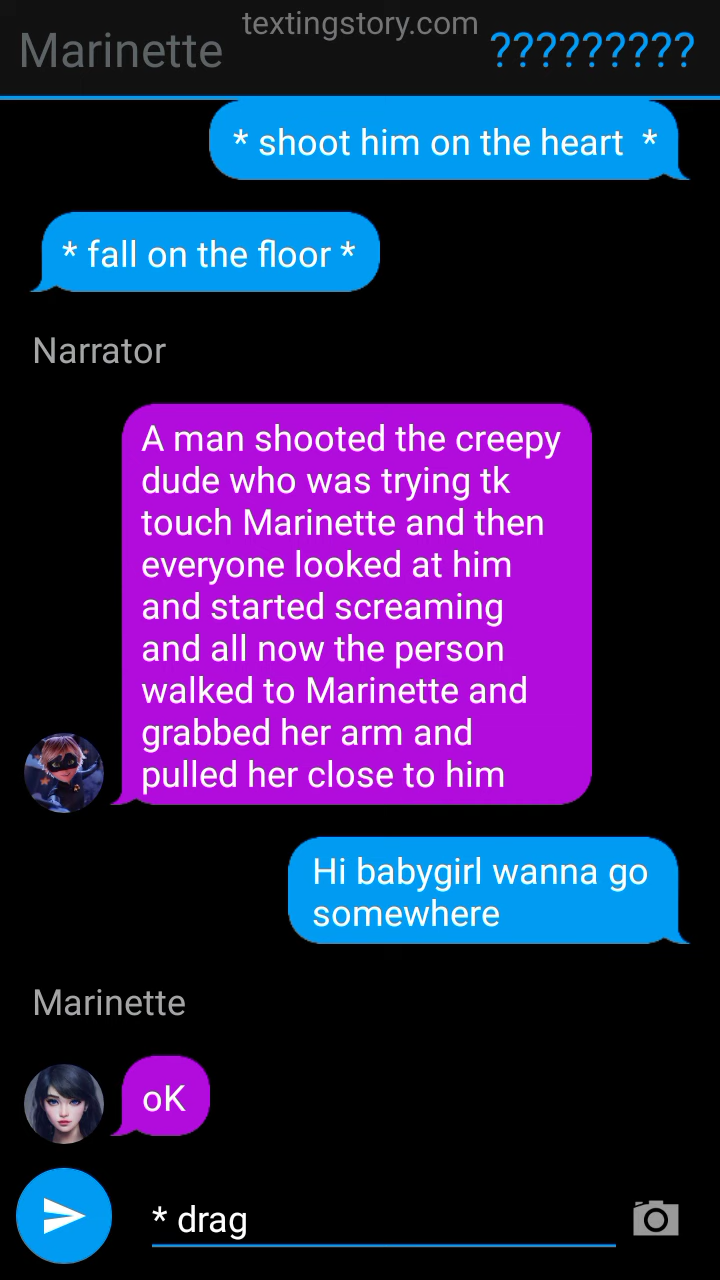 textingstory.com
Marinette
?????????
* shoot him on the heart  *
* fall on the floor *
Narrator
A man shooted the creepy
dude who was trying tk
touch Marinette and then
everyone looked at him
and started screaming
and all now the person
walked to Marinette and
grabbed her arm and
pulled her close to him
Hi babygirl wanna go
somewhere
Marinette
oK
* drag